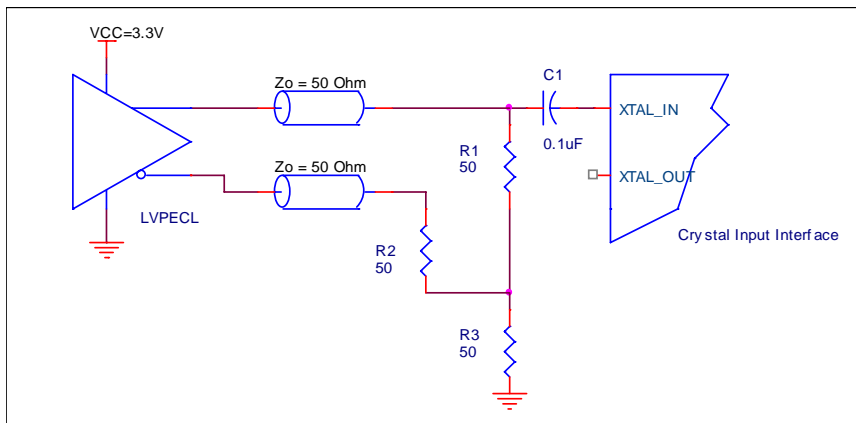 VCC=3.3V
Zo = 50 Ohm
C1
XTAL_IN
0.1uF
R1
50
Zo = 50 Ohm
XTAL_OUT
LVPECL
Crystal Input Interface
R2
50
R3
50